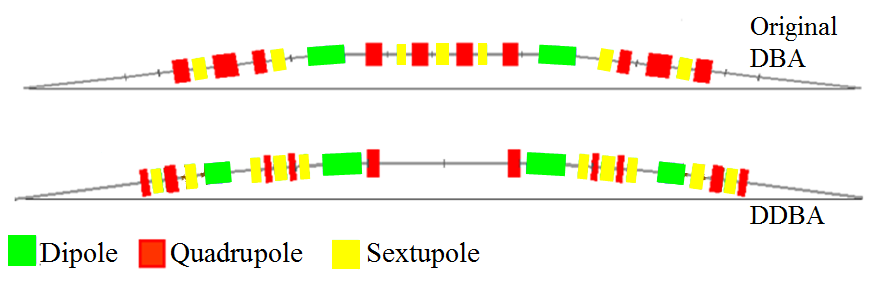 Original
DBA
DDBA
Dipole
Quadrupole
Sextupole